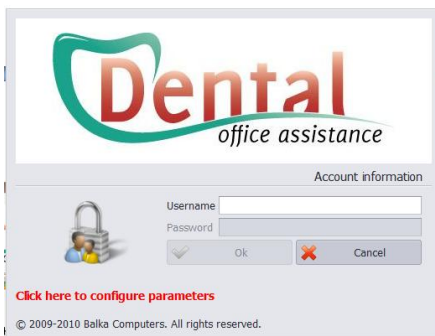 Dental
office assistance
Account information
Username
Password
Ok Cancel
Click here to configure parameters
© 2009-2010 Balka Computers. All rights reserved.